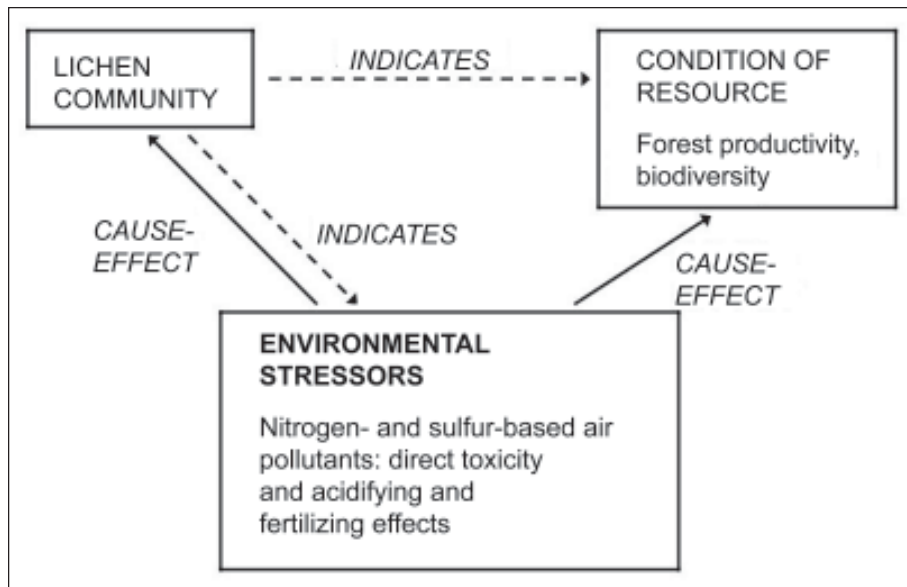 LICHEN
COMMUNITY
INDICATES
CONDITION OF
RESOURCE
Forest productivity,
biodiversity
CAUSE-
EFFECT
INDICATES
CAUSE-
EFFECT
ENVIRONMENTAL
STRESSORS
Nitrogen- and sulfur-based air
pollutants: direct toxicity
and acidifying and
fertilizing effects